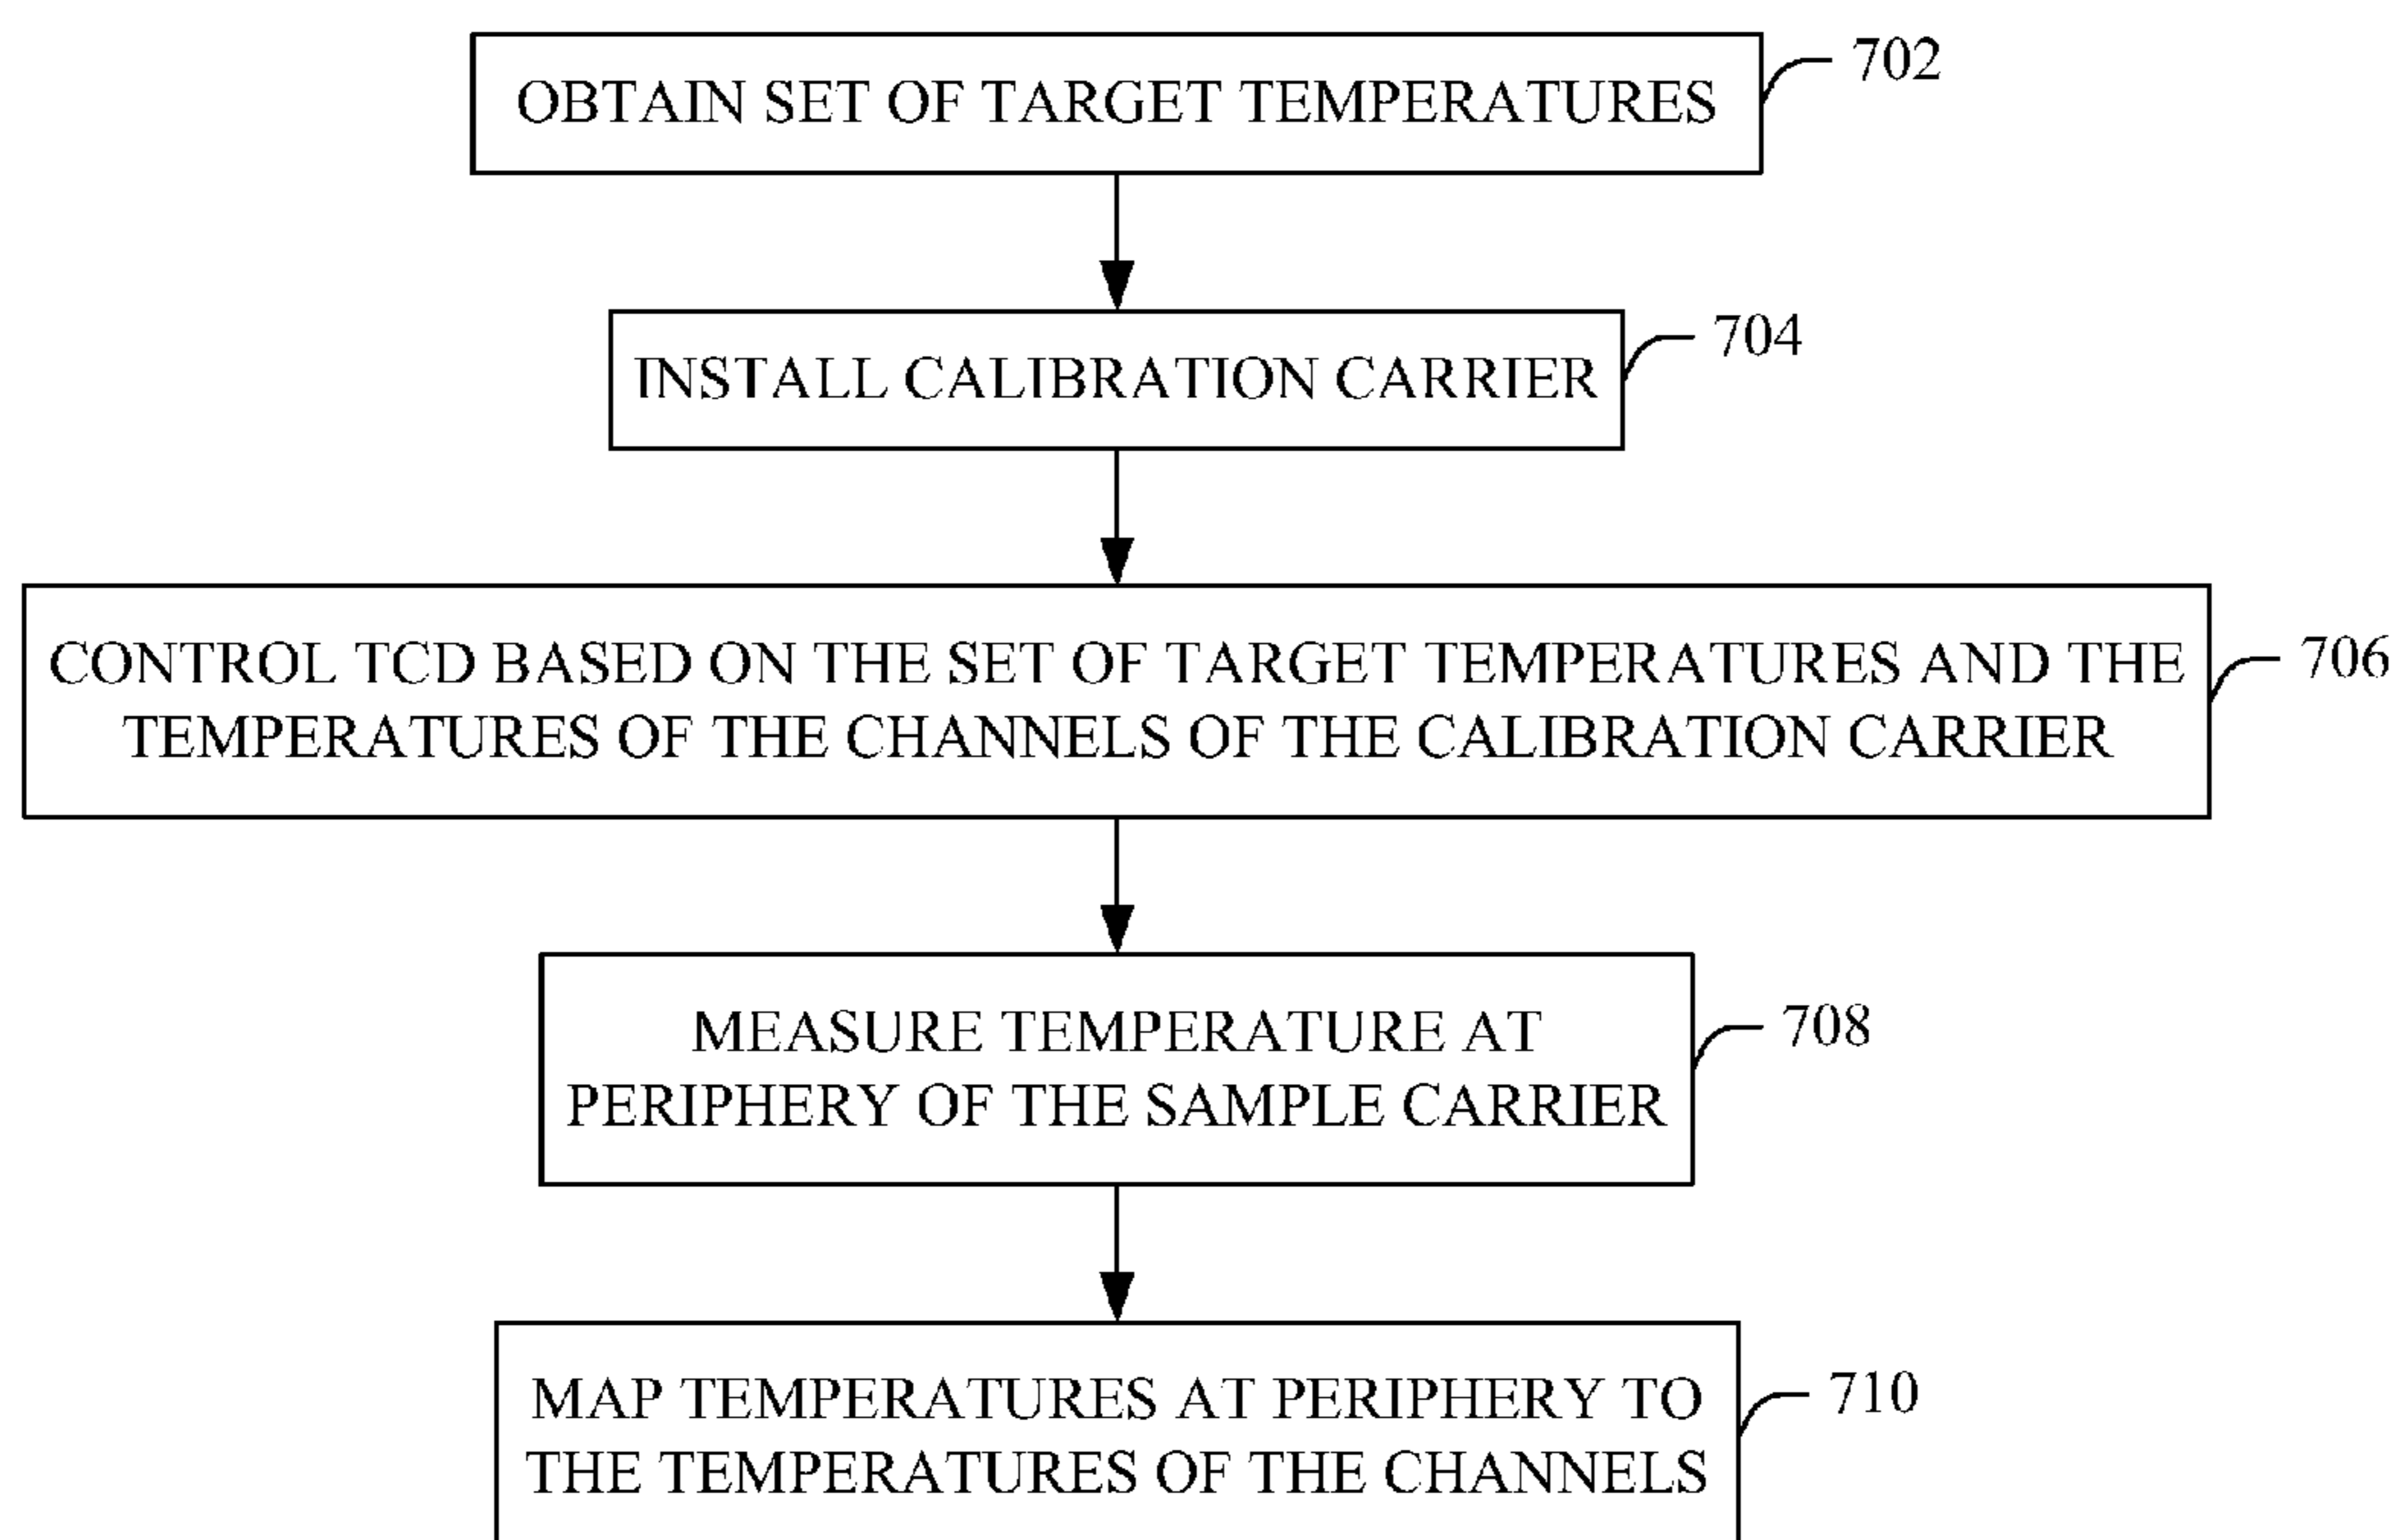 OBTAIN SET OF TARGET TEMPERATURES
702
INSTALL CALIBRATION CARRIER
704
CONTROL TCD BASED ON THE SET OF TARGET TEMPERATURES AND THE
TEMPERATURES OF THE CHANNELS OF THE CALIBRATION CARRIER
706
MEASURE TEMPERATURE AT
PERIPHERY OF THE SAMPLE CARRIER
708
MAP TEMPERATURES AT PERIPHERY TO
THE TEMPERATURES OF THE CHANNELS
710